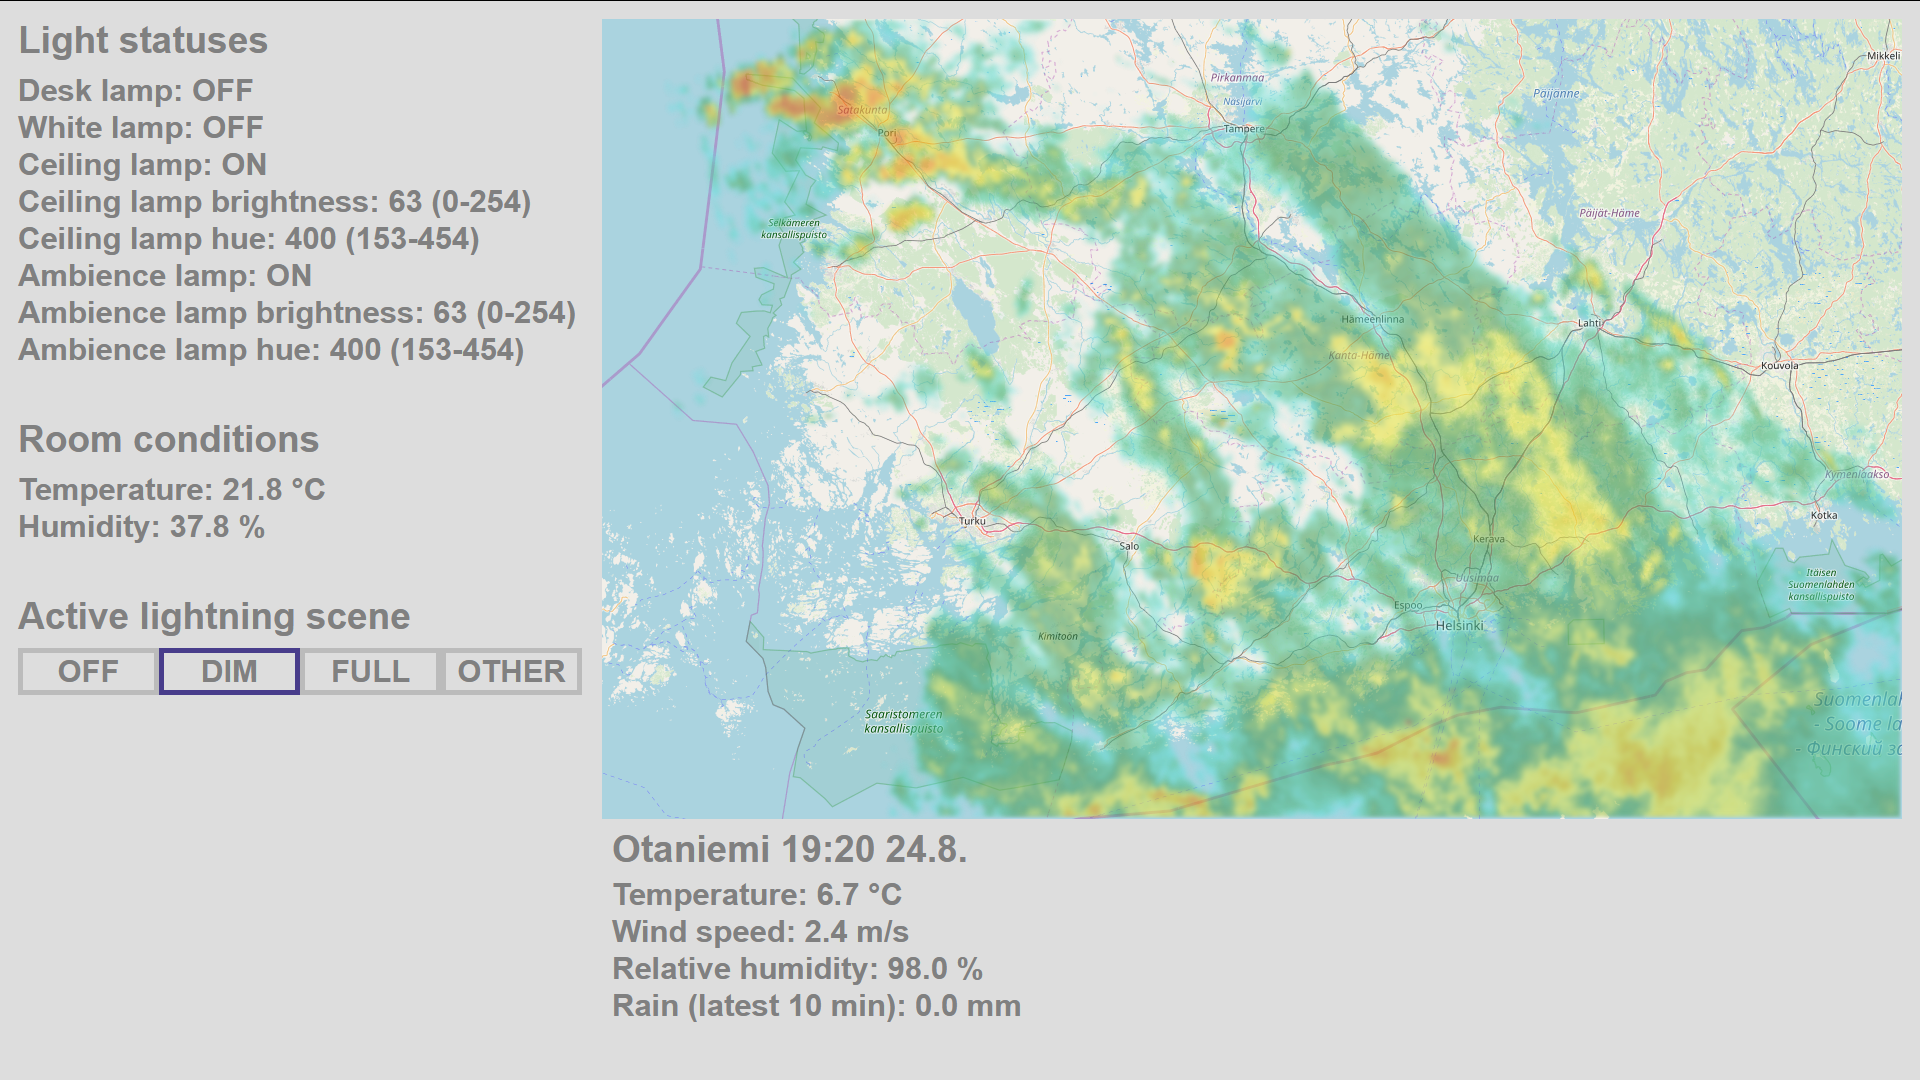 Light statuses
Desk lamp: OFF
White lamp: OFF
Ceiling lamp: ON
Ceiling lamp brightness: 63 (0-254)
Ceiling lamp hue: 400 (153-454)
Ambience lamp: ON
Ambience lamp brightness: 63 (0-254)
Ambience lamp hue: 400 (153-454)
Room conditions
Temperature: 21.8 °C
Humidity: 37.8 %
Active lightning scene
OFF DIM FULL OTHER
Mikkeli
Pirkanmaa
Näsijärvi
Päijänne
Satakunta
Pori
Tampere
Päijät-Häme
Selkämeren
kansallispuisto
Hämeenlinna
Lahti
Kanta-Häme
Kouvola
Kymenlaakso
Turku
Kotka
Salo
Kerava
Uusimaa
Itäisen
Suomenlahden
kansallispuisto
Espoo
Helsinki
Kimitoön
Saaristomeren
kansallispuisto
Suomenlah
- Soome la
- Финский за
Otaniemi 19:20 24.8.
Temperature: 6.7 °C
Wind speed: 2.4 m/s
Relative humidity: 98.0 %
Rain (latest 10 min): 0.0 mm